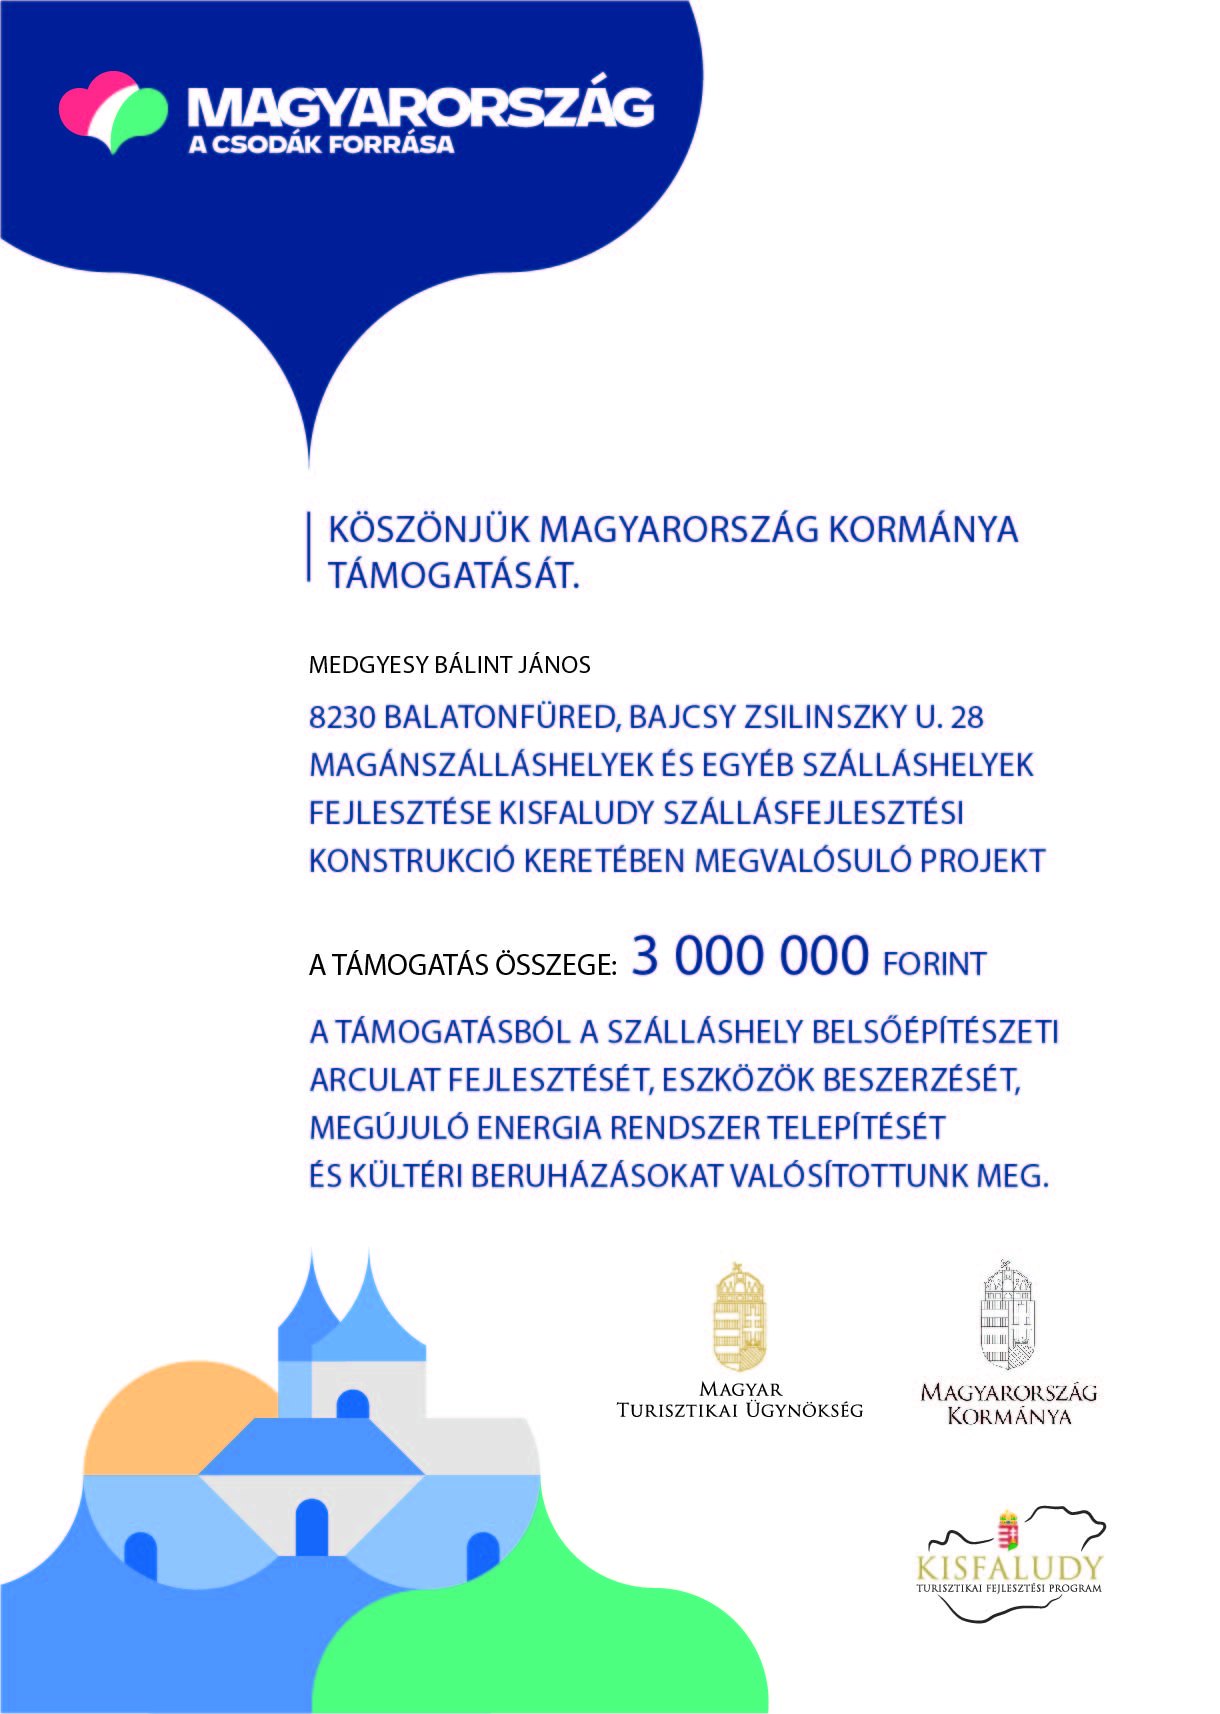 MAGYARORSZÁG
A CSODÁK FORRÁSA
KÖSZÖNJÜK MAGYARORSZÁG KORMÁNYA
TÁMOGATÁSÁT.
MEDGYESY BÁLINT JÁNOS
8230 BALATONFÜRED, BAJCSY ZSILINSZKY U. 28
MAGÁNSZÁLLÁSHELYEK ÉS EGYÉB SZÁLLÁSHELYEK
FEJLESZTÉSE KISFALUDY SZÁLLÁSFEJLESZTÉSI
KONSTRUKCIÓ KERETÉBEN MEGVALÓSULÓ PROJEKT
A TÁMOGATÁS ÖSSZEGE: 3 000 000 FORINT
A TÁMOGATÁSBÓL A SZÁLLÁSHELY BELSŐÉPÍTÉSZETI
ARCULAT FEJLESZTÉSÉT, ESZKÖZÖK BESZERZÉSÉT,
MEGÚJULÓ ENERGIA RENDSZER TELEPÍTÉSÉT
ÉS KÜLTÉRI BERUHÁZÁSOKAT VALÓSÍTOTTUNK MEG.
MAGYAR
TURISZTIKAI ÜGYNÖKSÉG
MAGYARORSZÁG
KORMÁNYA
KISFALUDY
TURISZTIKAI FEJLESZTÉSI PROGRAM